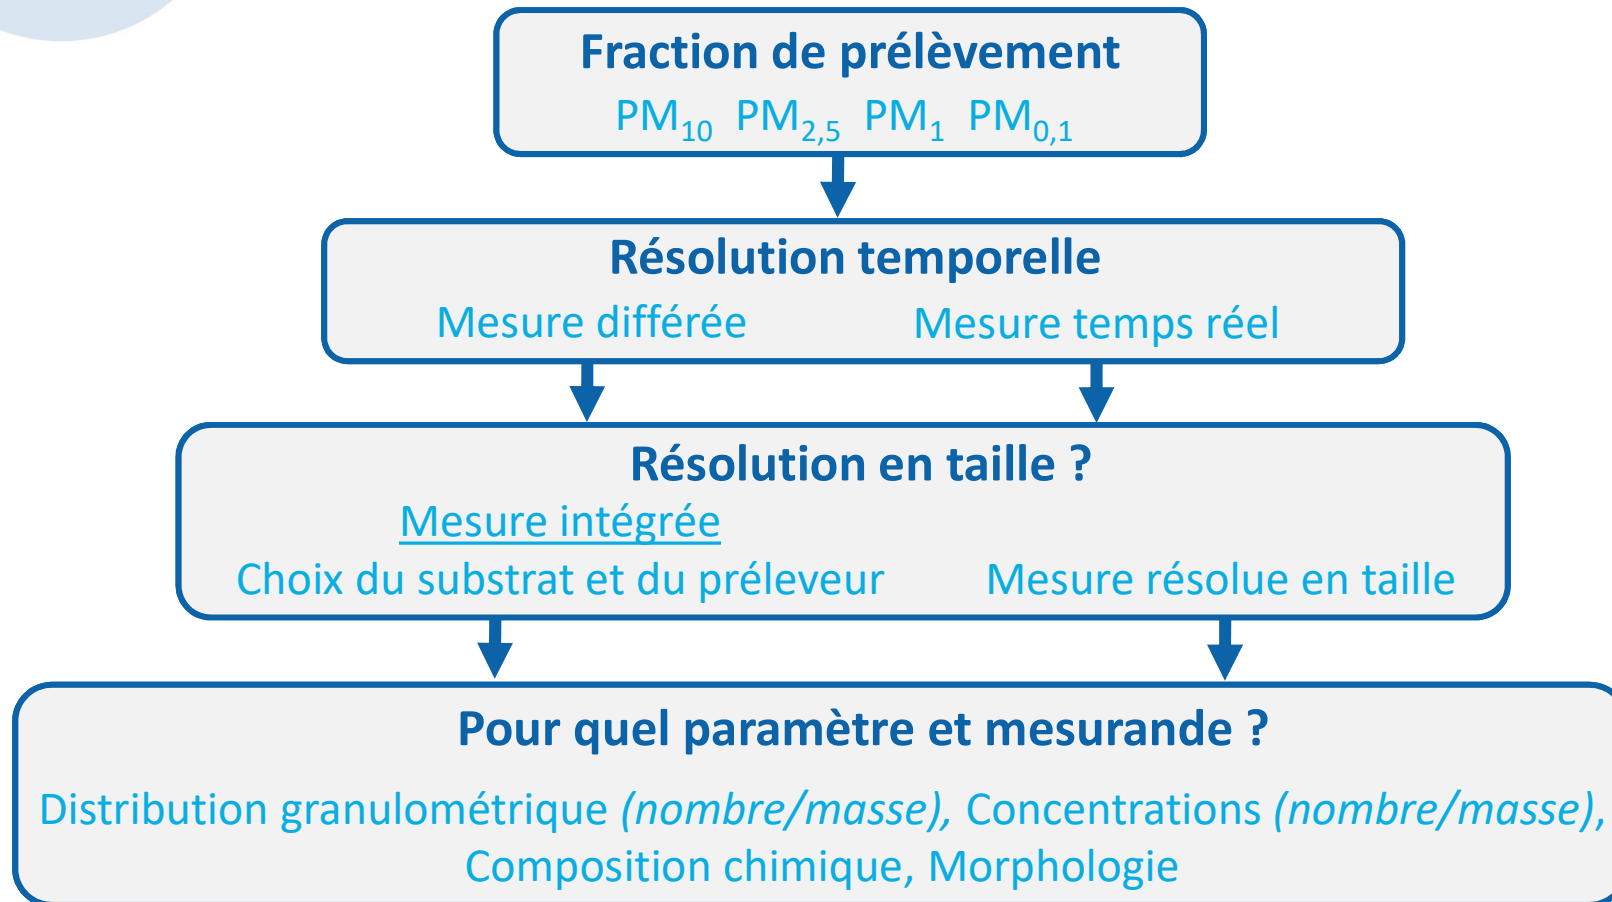 Fraction de prélèvement
PM₁₀ PM₂,₅ PM₁ PM₀,₁
Résolution temporelle
Mesure différée Mesure temps réel
Résolution en taille ?
Mesure intégrée
Choix du substrat et du préleveur Mesure résolue en taille
Pour quel paramètre et mesurande ?
Distribution granulométrique (nombre/masse), Concentrations (nombre/masse),
Composition chimique, Morphologie